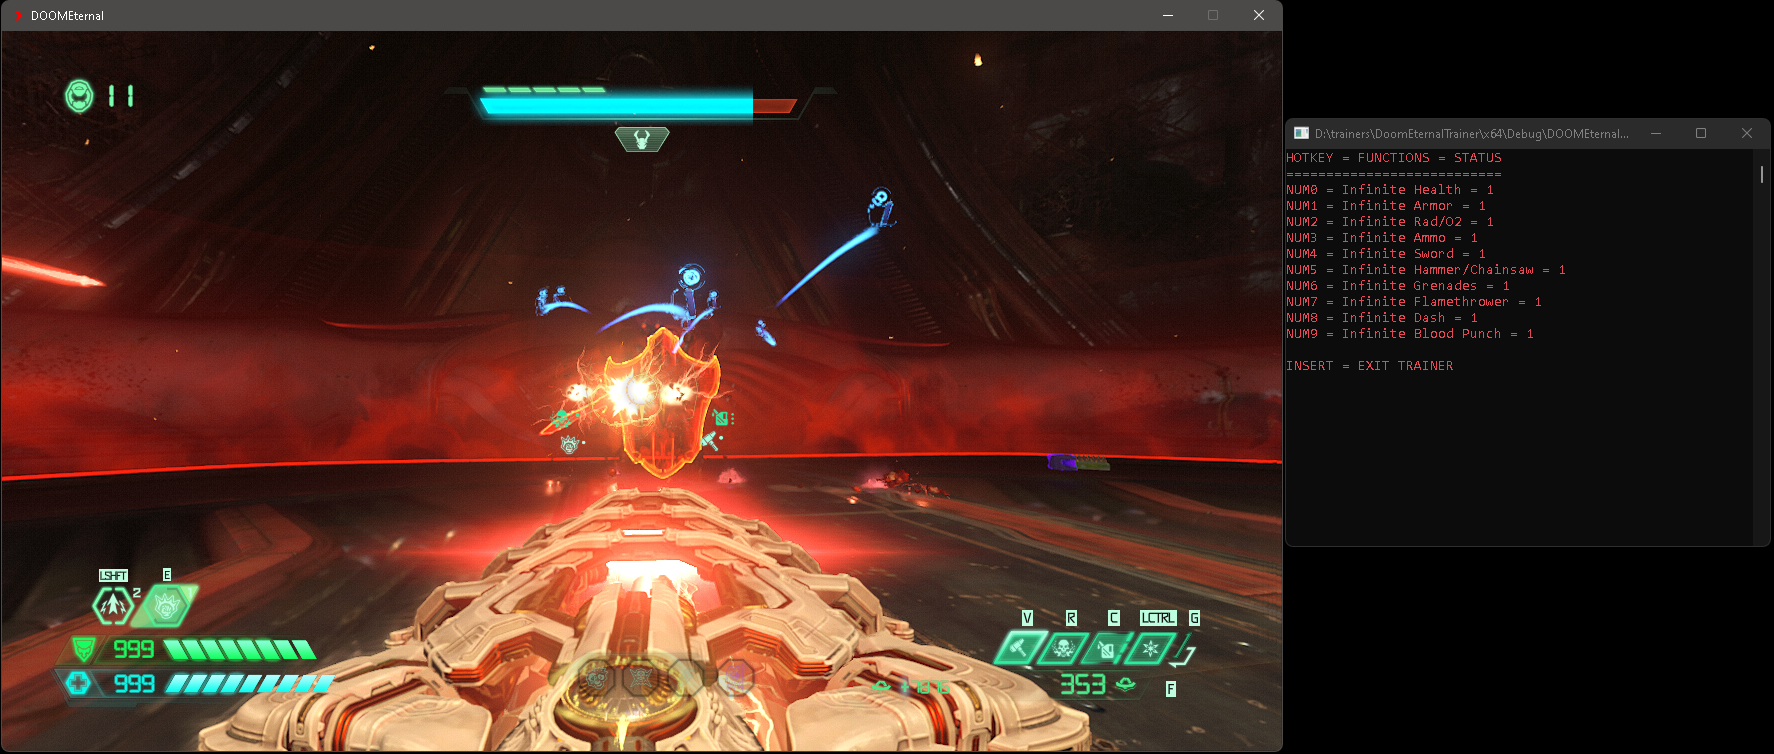 DOOMEternal
11
LSHFT
E
2
999
999
V
R
C
LCTRL
G
353
F
D:\trainers\DoomEternalTrainer\x64\Debug\DOOMEternal...
HOTKEY = FUNCTIONS = STATUS
===========================
NUM0 = Infinite Health = 1
NUM1 = Infinite Armor = 1
NUM2 = Infinite Rad/O2 = 1
NUM3 = Infinite Ammo = 1
NUM4 = Infinite Sword = 1
NUM5 = Infinite Hammer/Chainsaw = 1
NUM6 = Infinite Grenades = 1
NUM7 = Infinite Flamethrower = 1
NUM8 = Infinite Dash = 1
NUM9 = Infinite Blood Punch = 1
INSERT = EXIT TRAINER